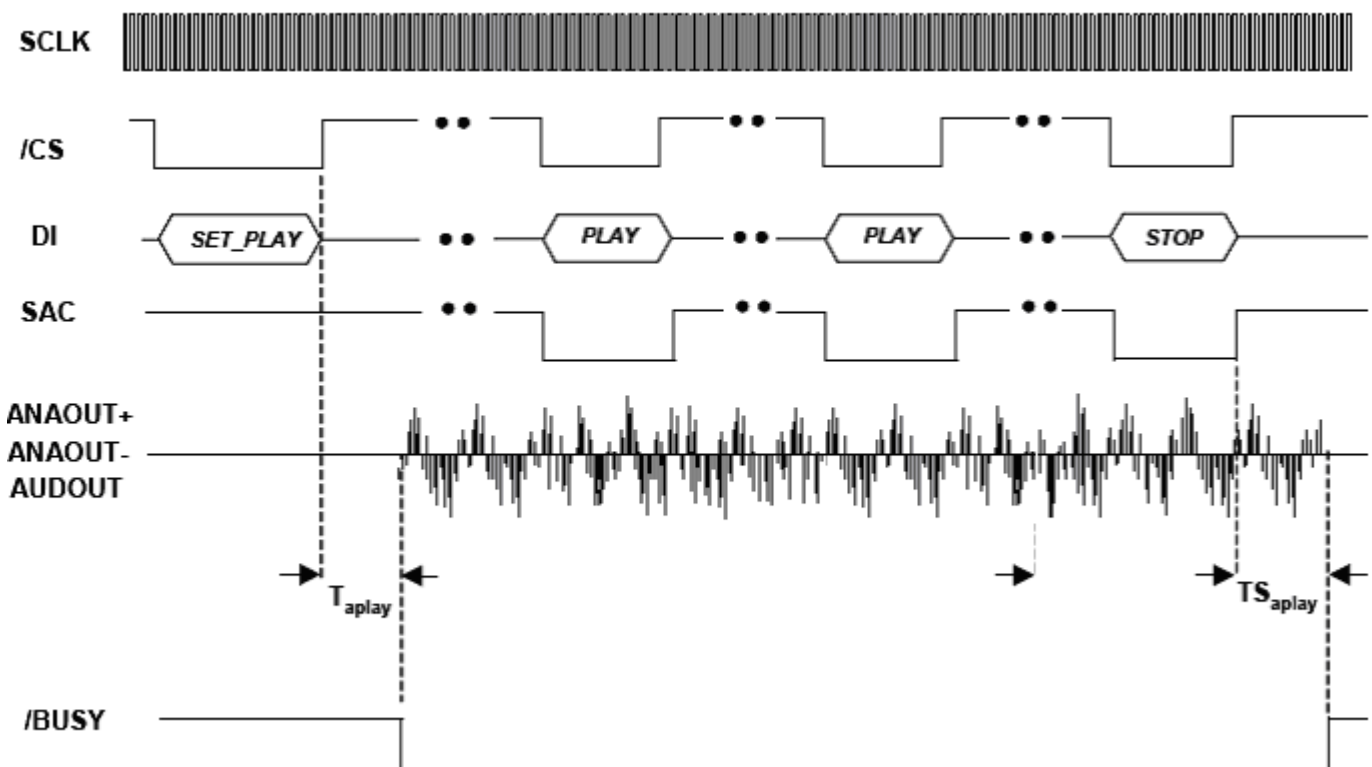 SCLK
/CS
DI SET_PLAY PLAY PLAY STOP
SAC
ANAOUT+
ANAOUT-
AUDOUT
Taplay TSaplay
/BUSY